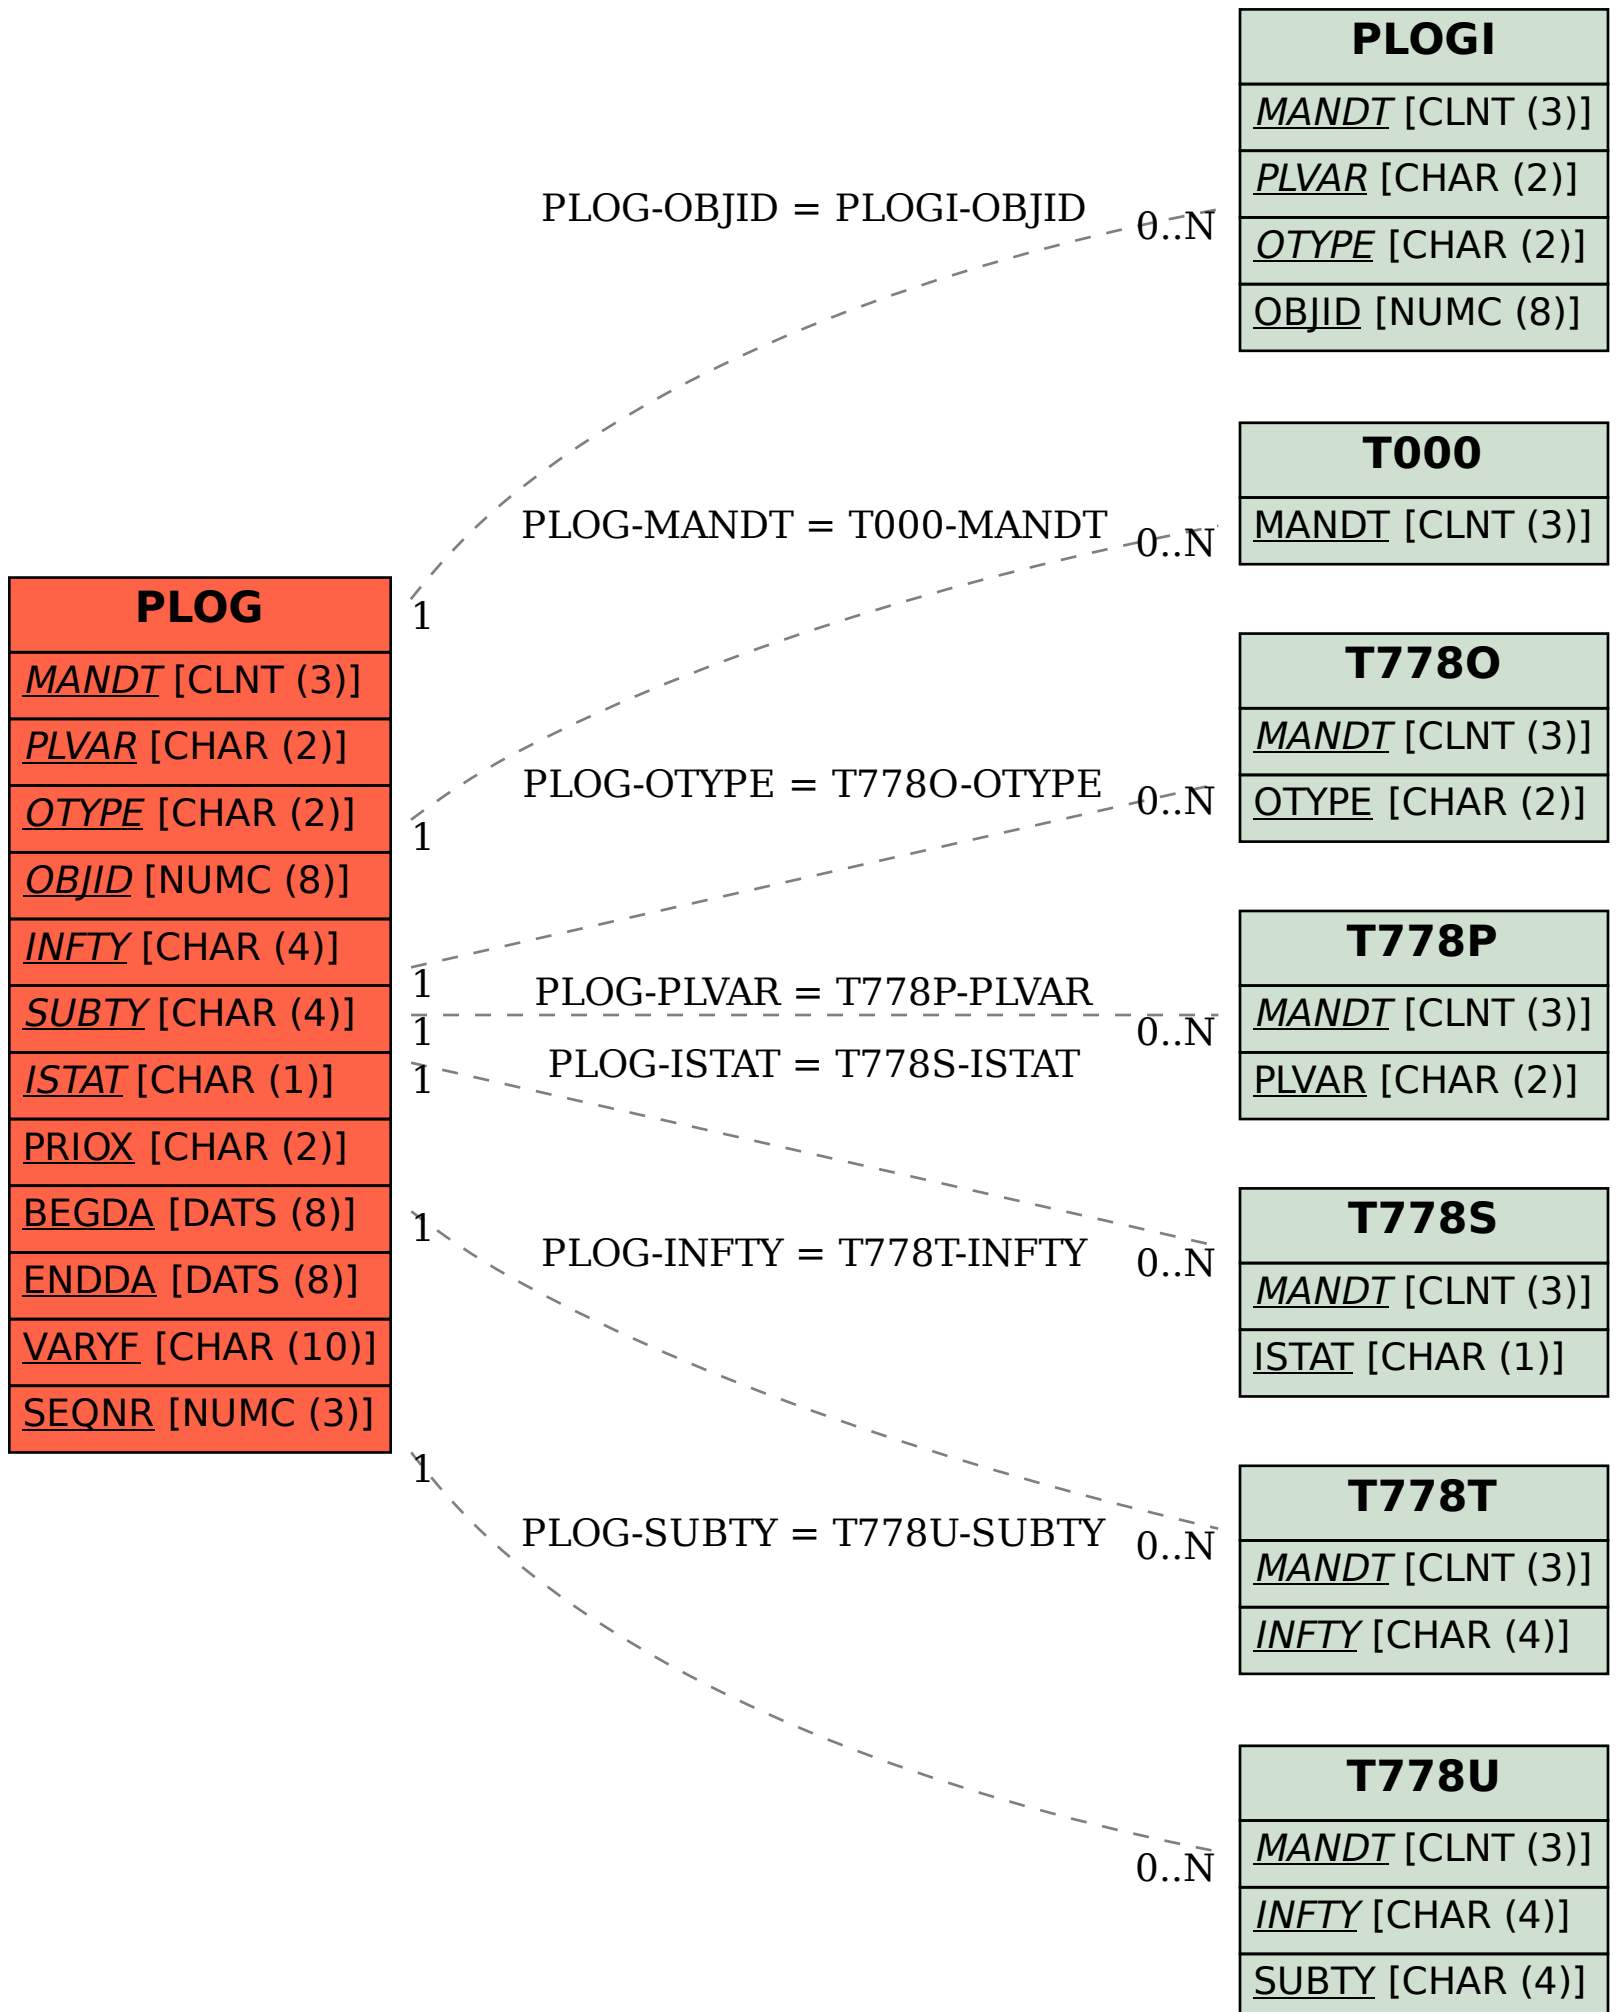 PLOGI
MANDT [CLNT (3)]
PLVAR [CHAR (2)]
OTYPE [CHAR (2)]
OBJID [NUMC (8)]
PLOG-OBJID = PLOGI-OBJID
0..N
1
T000
MANDT [CLNT (3)]
PLOG-MANDT = T000-MANDT
0..N
1
PLOG
MANDT [CLNT (3)]
PLVAR [CHAR (2)]
OTYPE [CHAR (2)]
OBJID [NUMC (8)]
INFTY [CHAR (4)]
SUBTY [CHAR (4)]
ISTAT [CHAR (1)]
PRIOX [CHAR (2)]
BEGDA [DATS (8)]
ENDDA [DATS (8)]
VARYF [CHAR (10)]
SEQNR [NUMC (3)]
T778O
MANDT [CLNT (3)]
OTYPE [CHAR (2)]
PLOG-OTYPE = T778O-OTYPE
0..N
1
T778P
MANDT [CLNT (3)]
PLVAR [CHAR (2)]
PLOG-PLVAR = T778P-PLVAR
0..N
1
PLOG-ISTAT = T778S-ISTAT
0..N
1
T778S
MANDT [CLNT (3)]
ISTAT [CHAR (1)]
PLOG-INFTY = T778T-INFTY
0..N
1
T778T
MANDT [CLNT (3)]
INFTY [CHAR (4)]
PLOG-SUBTY = T778U-SUBTY
0..N
1
T778U
MANDT [CLNT (3)]
INFTY [CHAR (4)]
SUBTY [CHAR (4)]